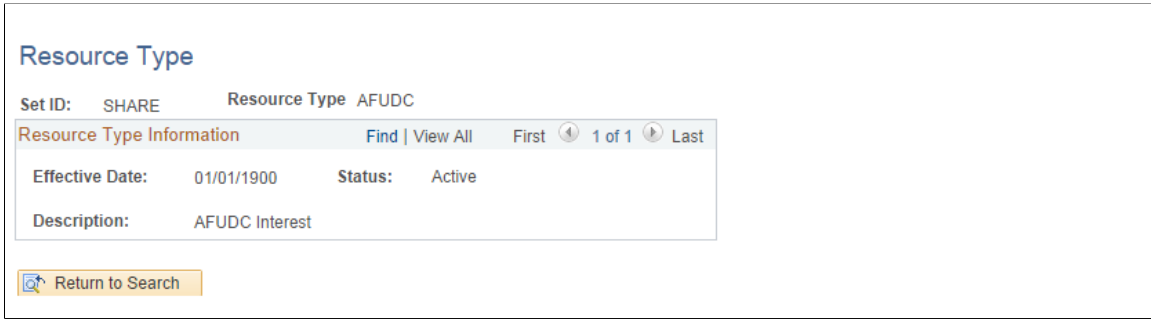 Resource Type
Set ID: SHARE Resource Type AFUDC
Resource Type Information Find | View All First 1 of 1 Last
Effective Date: 01/01/1900 Status: Active
Description: AFUDC Interest
Return to Search